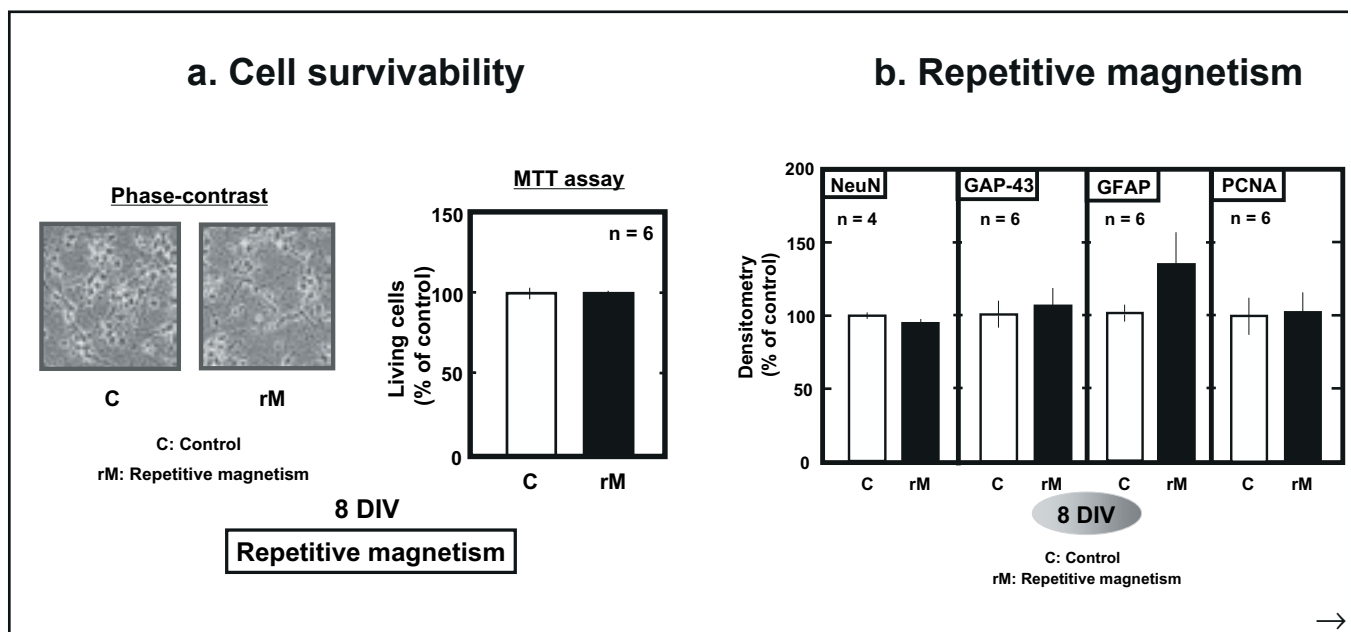 a. Cell survivability
Phase-contrast
C
rM
C: Control
rM: Repetitive magnetism
MTT assay
n = 6
Living cells
(% of control)
150
100
50
0
C
rM
8 DIV
Repetitive magnetism
b. Repetitive magnetism
Densitometry
(% of control)
200
150
100
50
0
NeuN
GAP-43
GFAP
PCNA
n = 4
n = 6
n = 6
n = 6
C
rM
C
rM
C
rM
C
rM
8 DIV
C: Control
rM: Repetitive magnetism
→